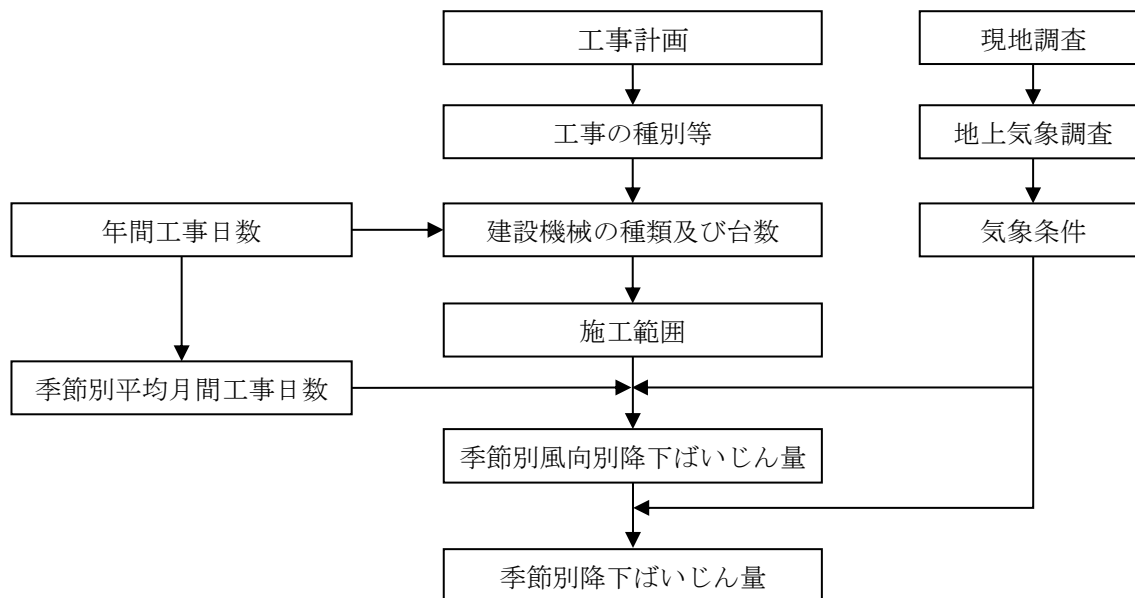 工事計画
現地調査
工事の種別等
地上気象調査
年間工事日数
建設機械の種類及び台数
気象条件
施工範囲
季節別平均月間工事日数
季節別風向別降下ばいじん量
季節別降下ばいじん量